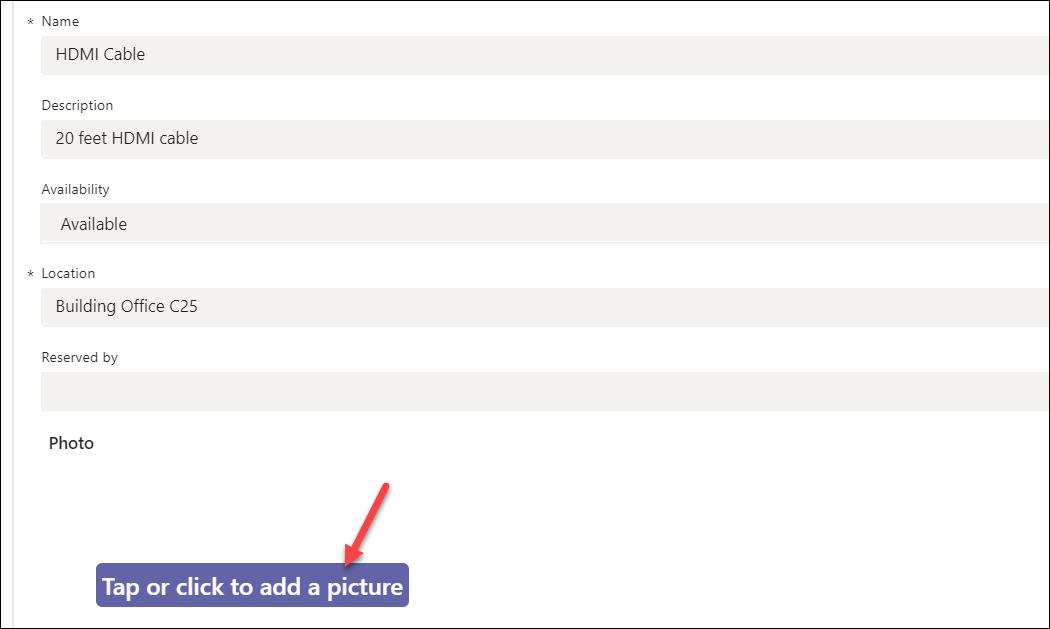 * Name
HDMI Cable
Description
20 feet HDMI cable
Availability
Available
* Location
Building Office C25
Reserved by
Photo
Tap or click to add a picture